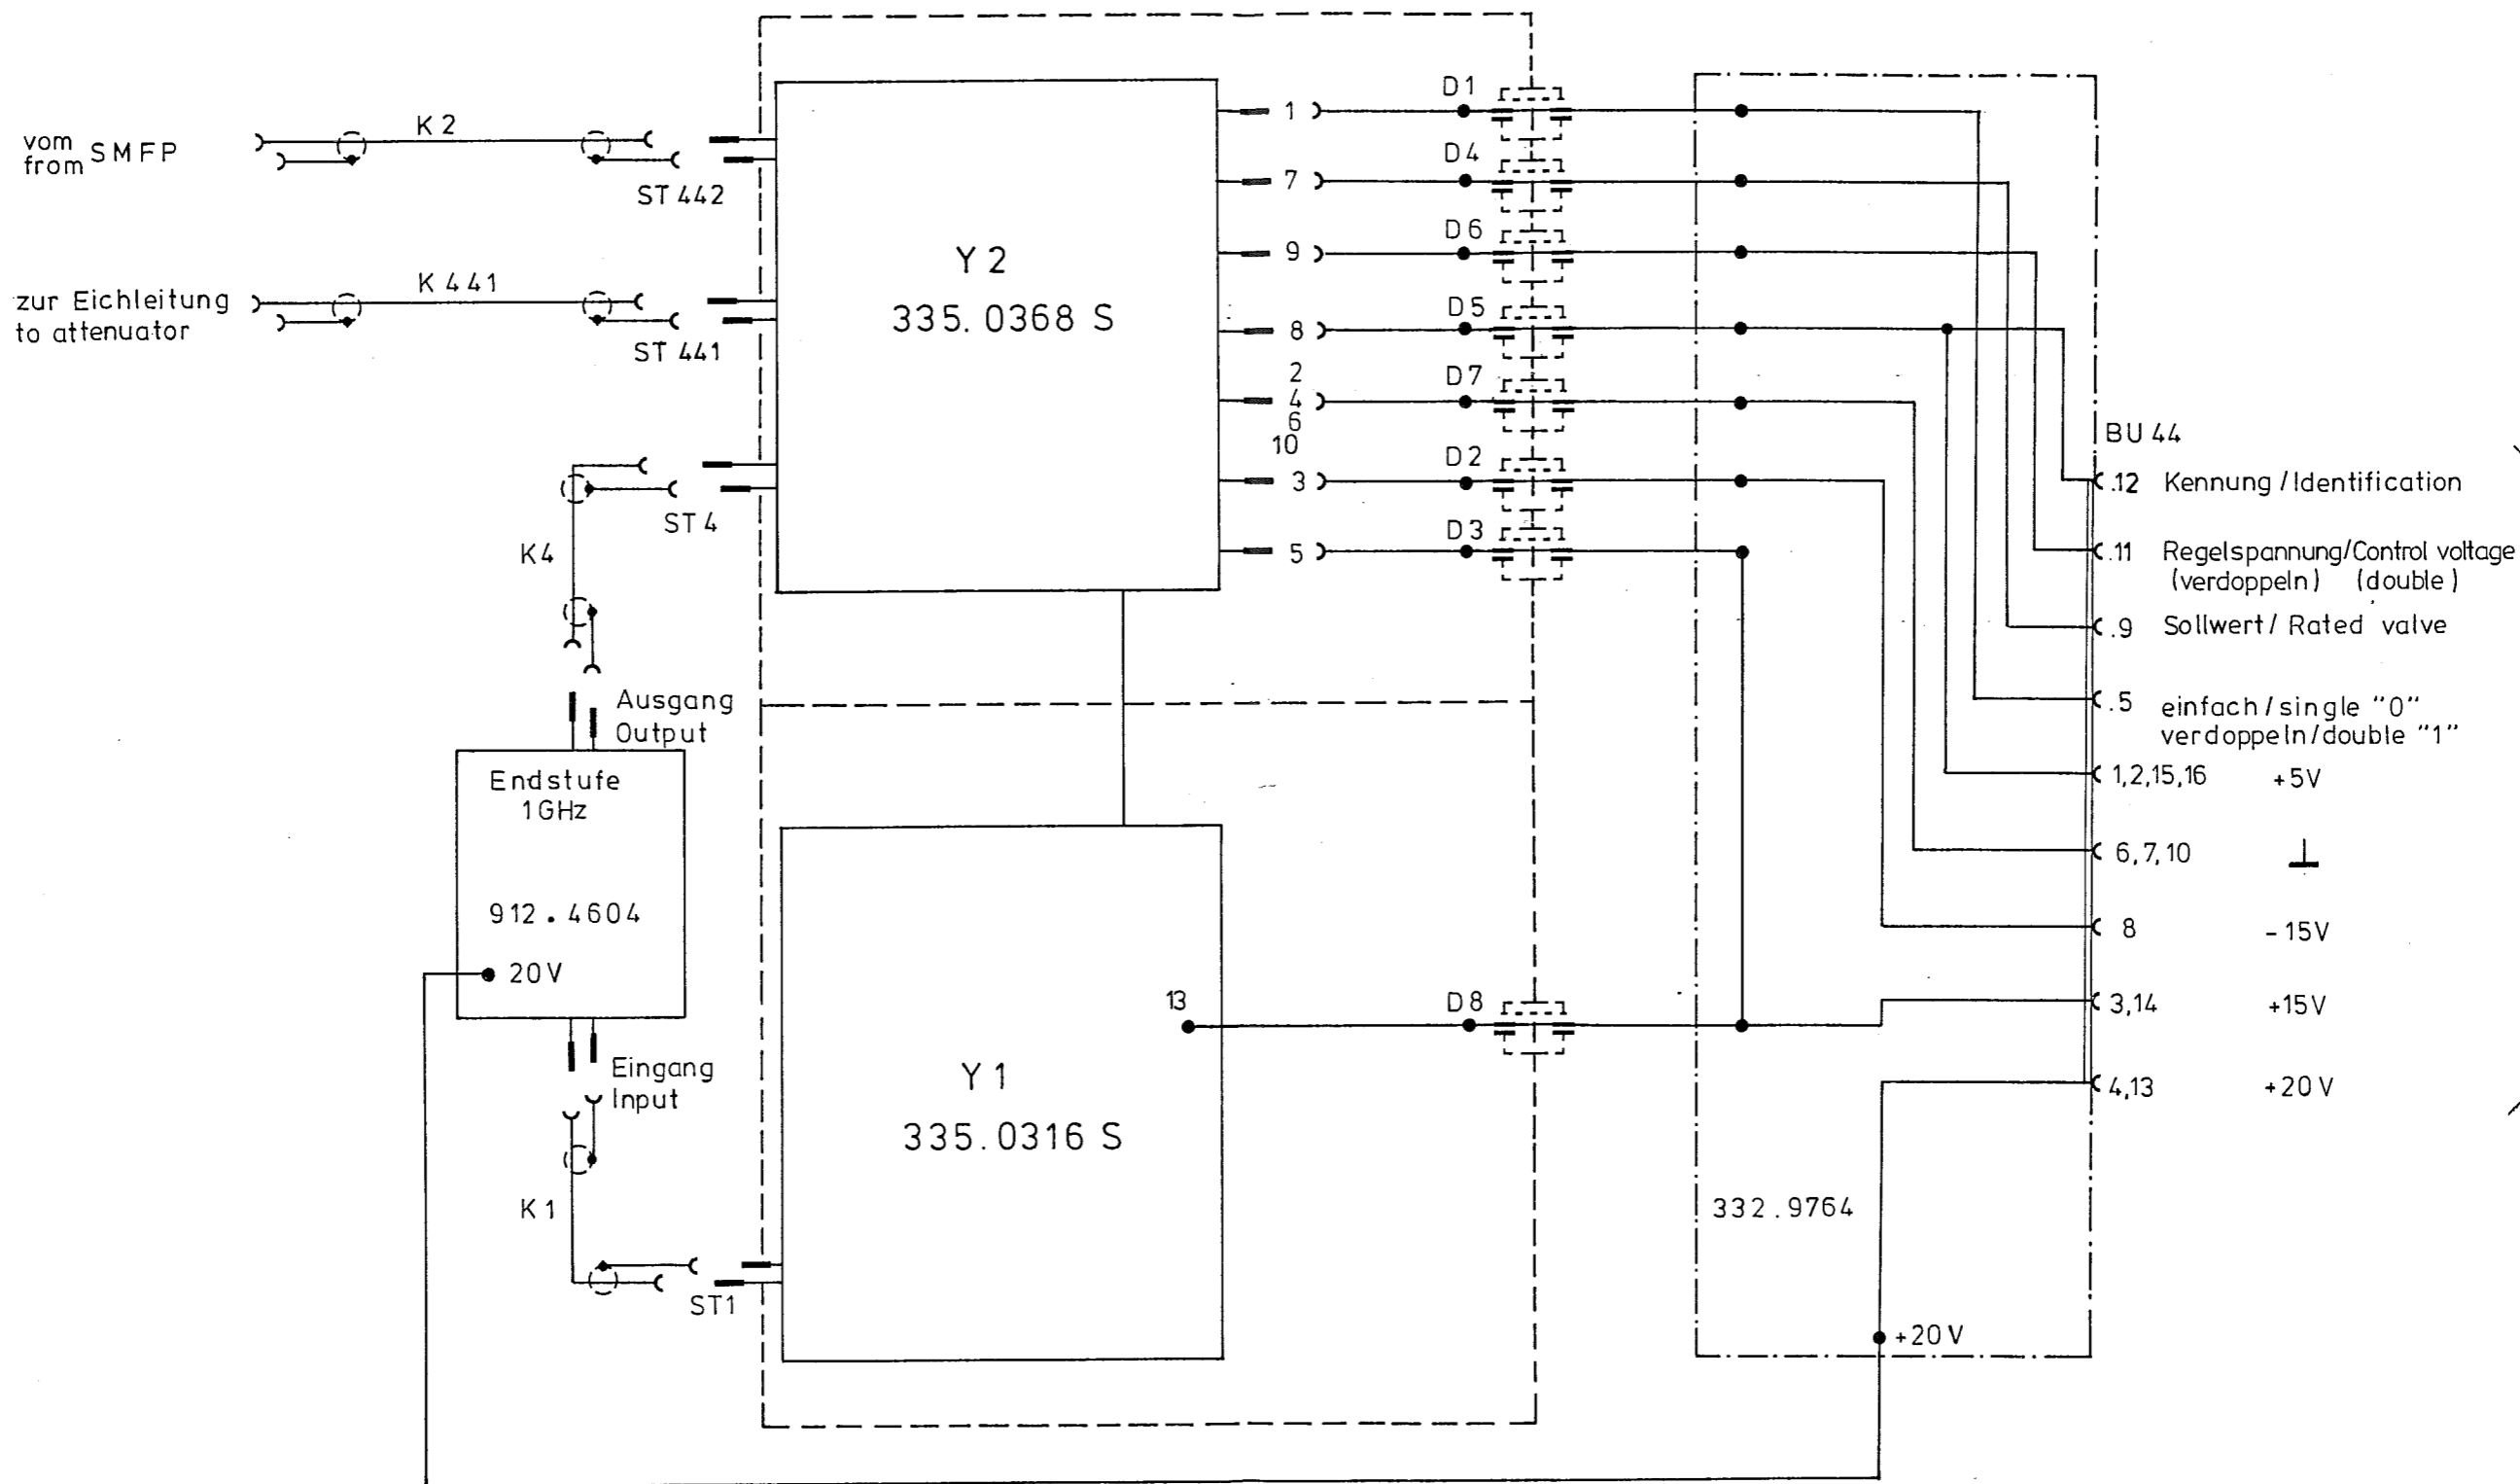 vom
from SMFP
K2
ST 442
zur Eichleitung
to attenuator
K 441
ST 441
K4
ST 4
Ausgang
Output
Endstufe
1GHz
912.4604
20V
Eingang
Input
K1
ST1
Y2
335.0368 S
1
7
9
8
2
4
6
10
3
5
D1
D4
D6
D5
D7
D2
D3
Y1
335.0316 S
13
D8
332.9764
+20V
BU 44
.12 Kennung / Identification
.11 Regelspannung/Control voltage
(verdoppeln) (double)
.9 Sollwert / Rated valve
.5 einfach / single "0"
verdoppeln/double "1"
1,2,15,16 +5V
6,7,10
8 -15V
3,14 +15V
4,13 +20V